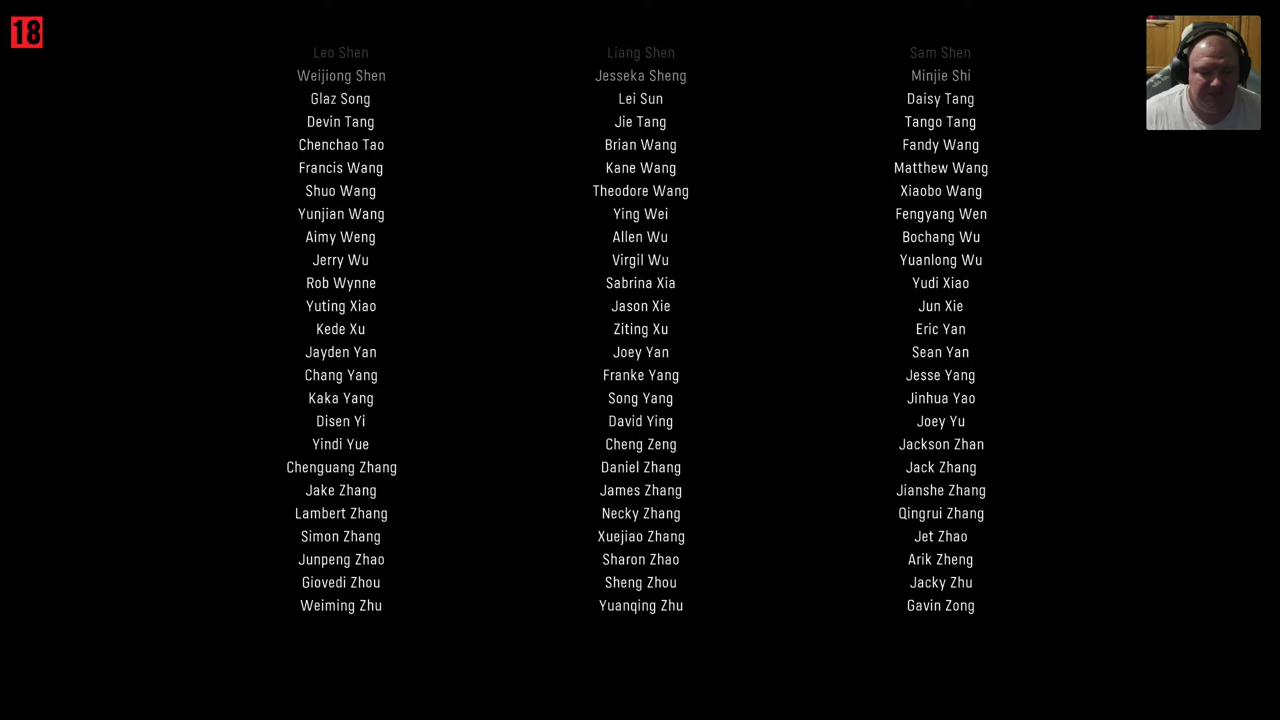 18
Leo Shen Liang Shen Sam Shen
Weijiong Shen Jesseka Sheng Minjie Shi
Glaz Song Lei Sun Daisy Tang
Devin Tang Jie Tang Tango Tang
Chenchao Tao Brian Wang Fandy Wang
Francis Wang Kane Wang Matthew Wang
Shuo Wang Theodore Wang Xiaobo Wang
Yunjian Wang Ying Wei Fengyang Wen
Aimy Weng Allen Wu Bochang Wu
Jerry Wu Virgil Wu Yuanlong Wu
Rob Wynne Sabrina Xia Yudi Xiao
Yuting Xiao Jason Xie Jun Xie
Kede Xu Ziting Xu Eric Yan
Jayden Yan Joey Yan Sean Yan
Chang Yang Franke Yang Jesse Yang
Kaka Yang Song Yang Jinhua Yao
Disen Yi David Ying Joey Yu
Yindi Yue Cheng Zeng Jackson Zhan
Chenguang Zhang Daniel Zhang Jack Zhang
Jake Zhang James Zhang Jianshe Zhang
Lambert Zhang Necky Zhang Qingrui Zhang
Simon Zhang Xuejiao Zhang Jet Zhao
Junpeng Zhao Sharon Zhao Arik Zheng
Giovedi Zhou Sheng Zhou Jacky Zhu
Weiming Zhu Yuanqing Zhu Gavin Zong